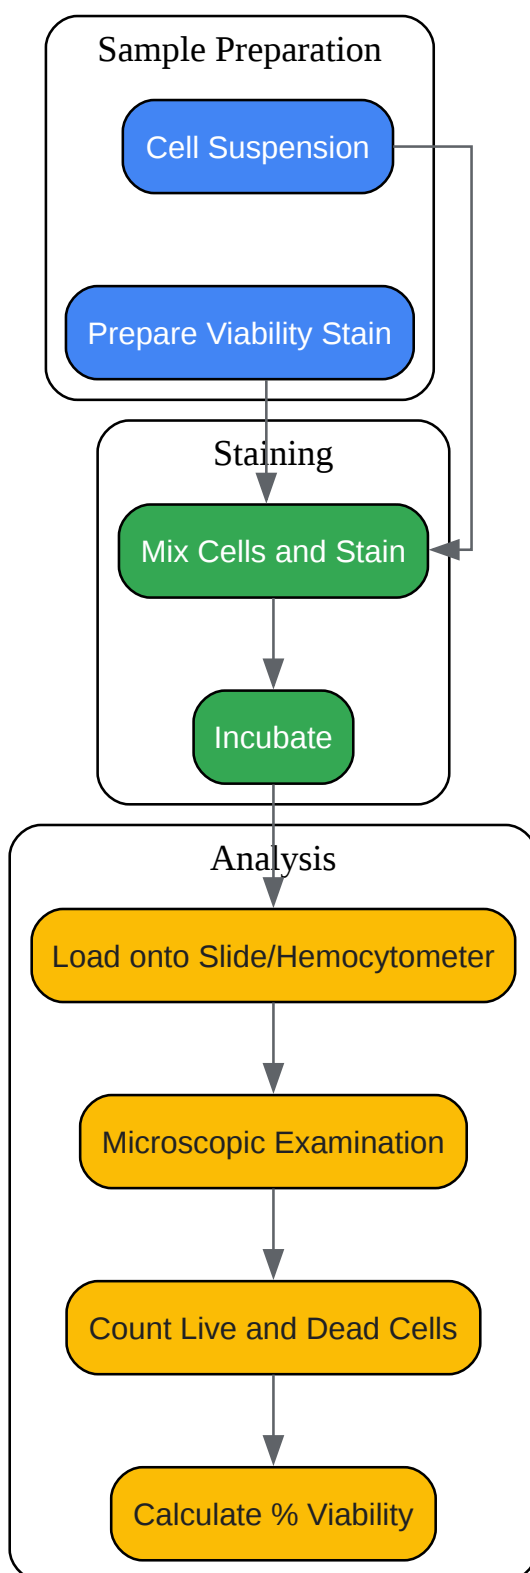 Sample Preparation
Cell Suspension
Prepare Viability Stain
Staining
Mix Cells and Stain
Incubate
Analysis
Load onto Slide/Hemocytometer
Microscopic Examination
Count Live and Dead Cells
Calculate % Viability